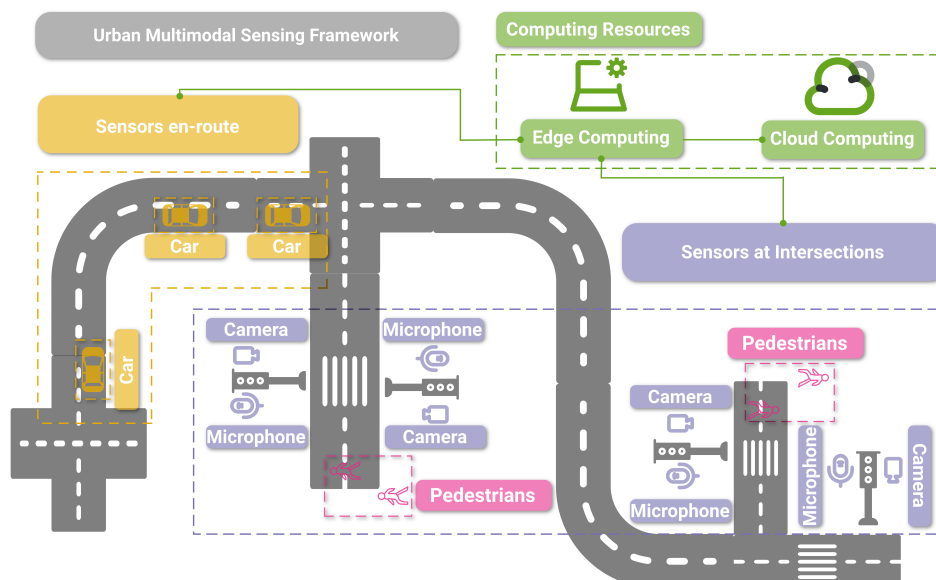 Urban Multimodal Sensing Framework
Computing Resources
Sensors en-route
Edge Computing
Cloud Computing
Car
Car
Sensors at Intersections
Camera
Microphone
Pedestrians
Car
Camera
Microphone
Camera
Microphone
Camera
Pedestrians
Microphone